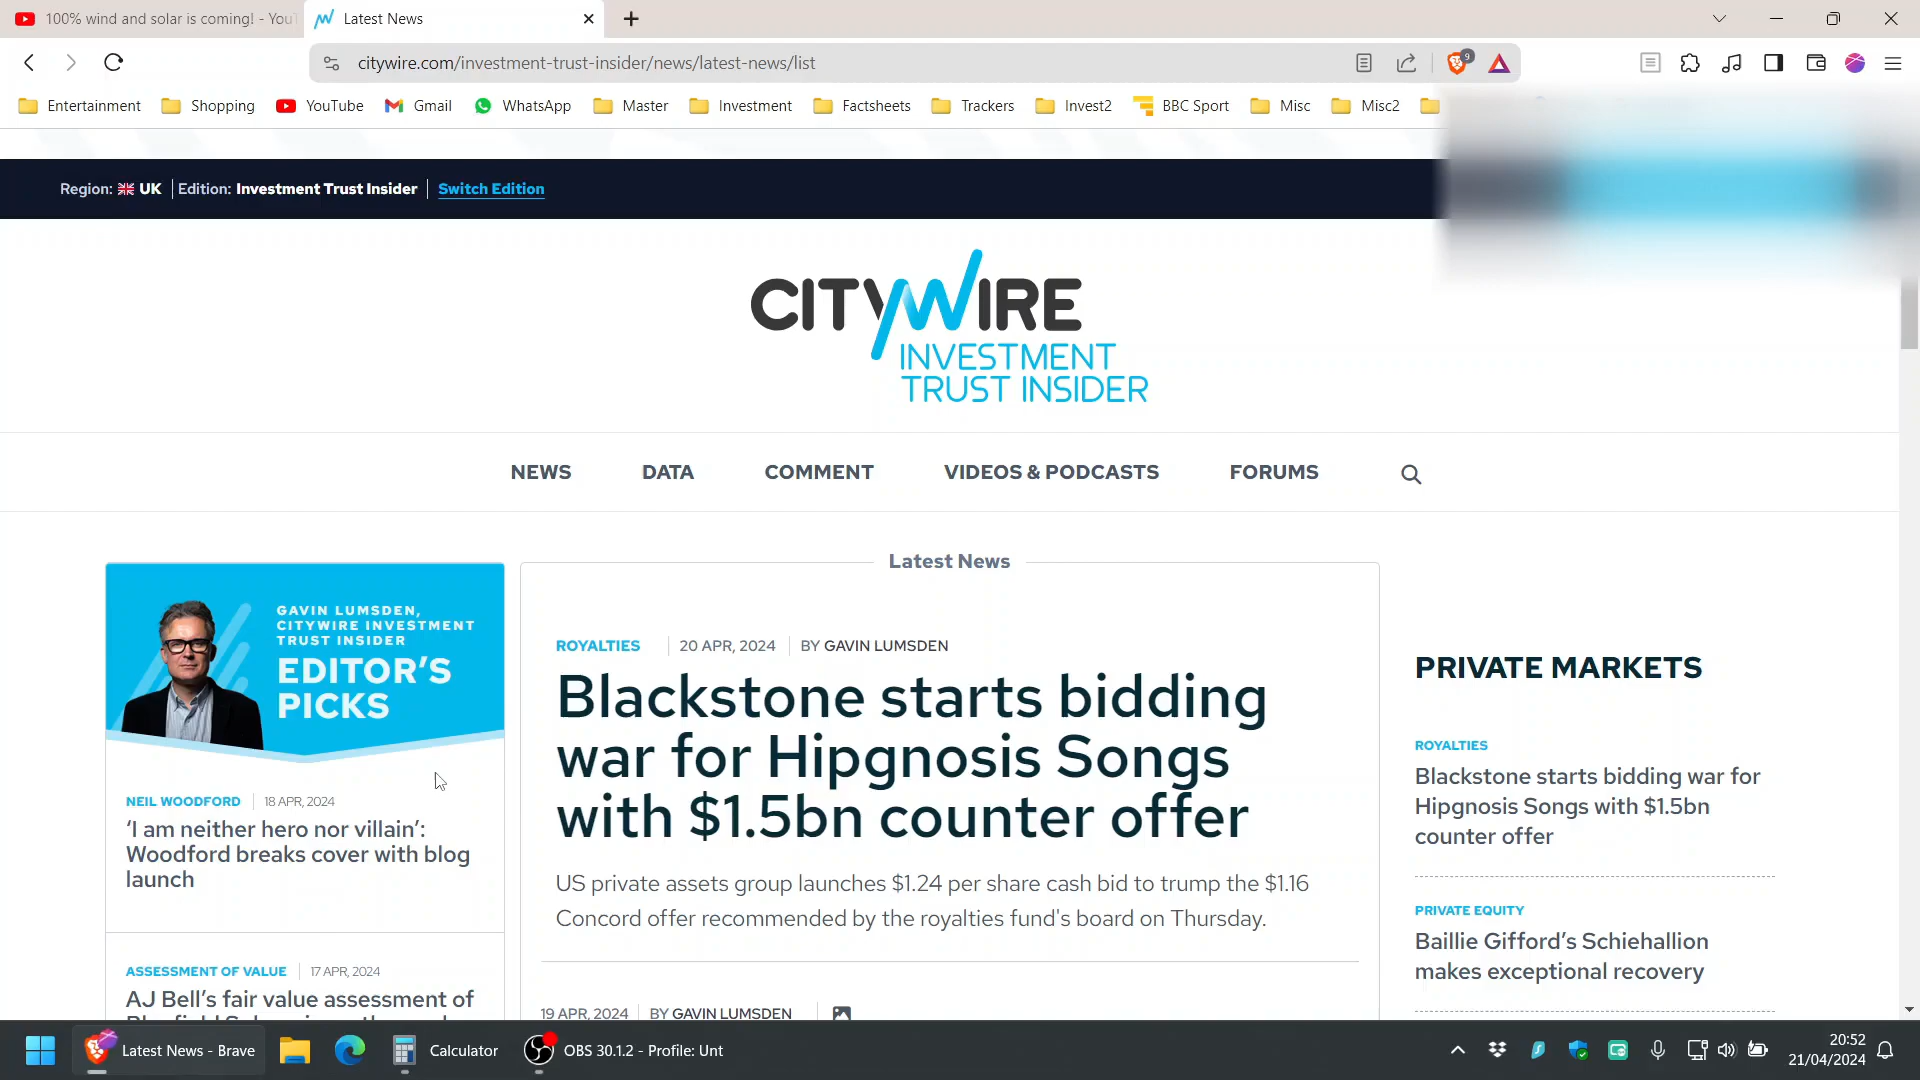 100% wind and solar is coming! - You
Latest News
citywire.com/investment-trust-insider/news/latest-news/list
9
Entertainment
Shopping
YouTube
Gmail
WhatsApp
Master
Investment
Factsheets
Trackers
Invest2
BBC Sport
Misc
Misc2
Region: UK
Edition: Investment Trust Insider
Switch Edition
CITYWIRE
INVESTMENT
TRUST INSIDER
NEWS
DATA
COMMENT
VIDEOS & PODCASTS
FORUMS
GAVIN LUMSDEN,
CITYWIRE INVESTMENT
TRUST INSIDER
EDITOR'S
PICKS
NEIL WOODFORD
18 APR, 2024
‘I am neither hero nor villain’:
Woodford breaks cover with blog
launch
ASSESSMENT OF VALUE
17 APR, 2024
AJ Bell’s fair value assessment of
Latest News
ROYALTIES
20 APR, 2024
BY GAVIN LUMSDEN
Blackstone starts bidding
war for Hipgnosis Songs
with $1.5bn counter offer
US private assets group launches $1.24 per share cash bid to trump the $1.16
Concord offer recommended by the royalties fund's board on Thursday.
19 APR, 2024
BY GAVIN LUMSDEN
PRIVATE MARKETS
ROYALTIES
Blackstone starts bidding war for
Hipgnosis Songs with $1.5bn
counter offer
PRIVATE EQUITY
Baillie Gifford’s Schiehallion
makes exceptional recovery
Latest News - Brave
Calculator
OBS 30.1.2 - Profile: Unt
20:52
21/04/2024